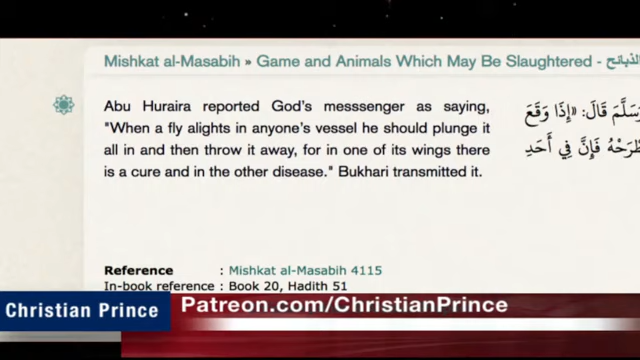 Mishkat al-Masabih » Game and Animals Which May Be Slaughtered - الذبائح
Abu Huraira reported God's messsenger as saying,
"When a fly alights in anyone's vessel he should plunge it
all in and then throw it away, for in one of its wings there
is a cure and in the other disease." Bukhari transmitted it.
وَسَلَّمَ قَالَ: «إِذَا وَقَعَ
فَإِنَّ فِي أَحَدِ
Reference : Mishkat al-Masabih 4115
In-book reference : Book 20, Hadith 51
Christian Prince
Patreon.com/ChristianPrince